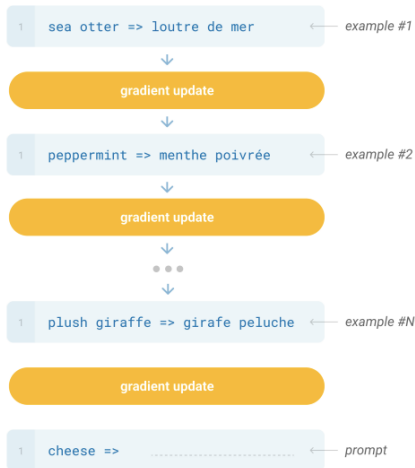 1 sea otter => loutre de mer example #1
gradient update
1 peppermint => menthe poivrée example #2
gradient update
1 plush giraffe => girafe peluche example #N
gradient update
1 cheese => prompt